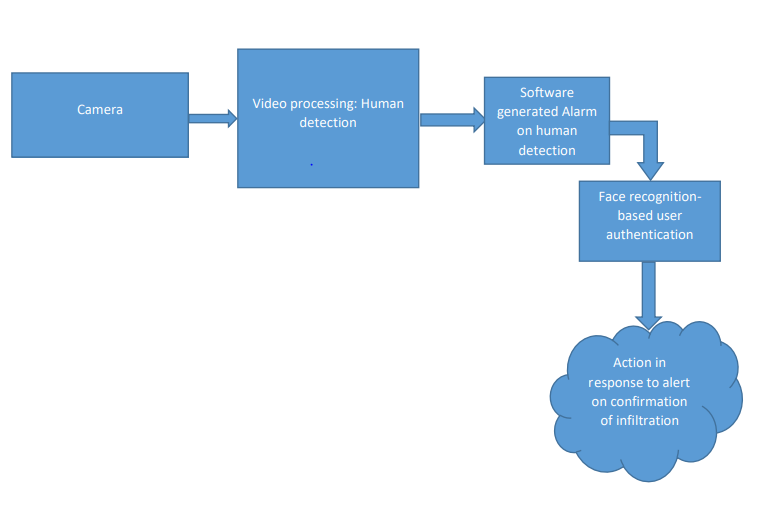 Camera
Video processing: Human
detection
.
Software
generated Alarm
on human
detection
Face recognition-
based user
authentication
Action in
response to alert
on confirmation
of infiltration